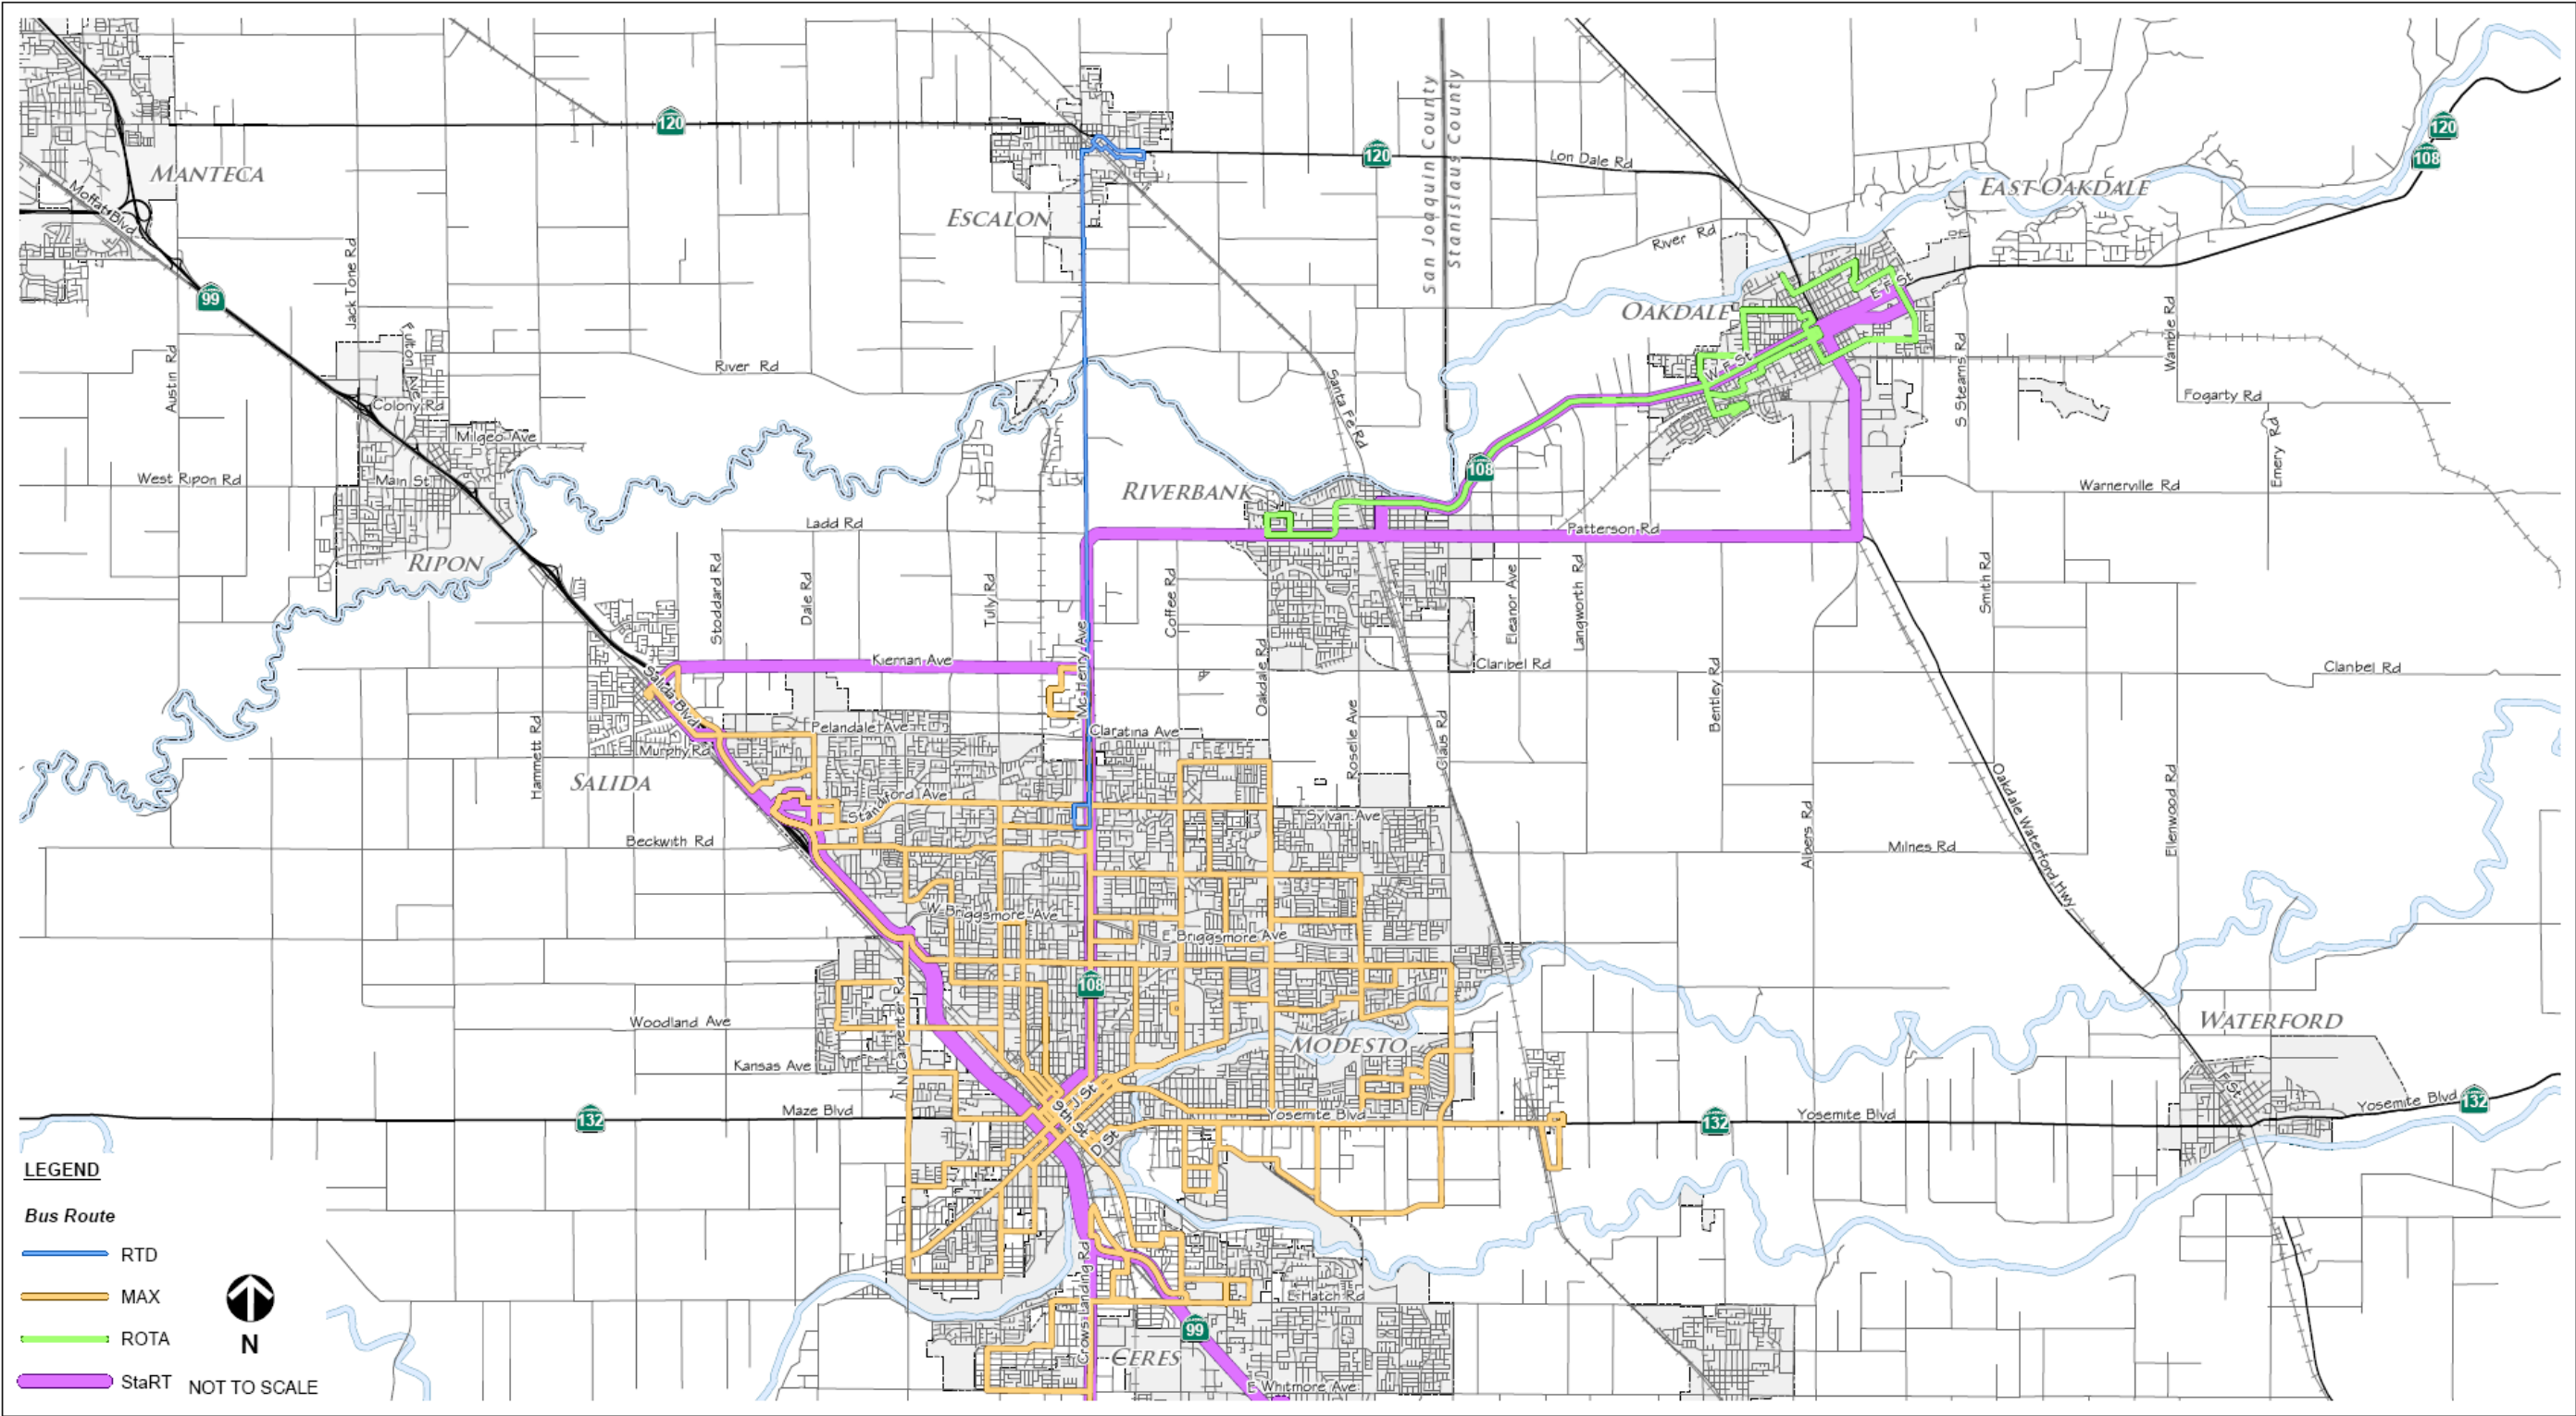 120
MANTECA
Moffat Blvd
99
Jack Tone Rd
Austin Rd
Fulton Ave
Colony Rd
Milgeo Ave
West Ripon Rd
Main St
RIPON
River Rd
ESCALON
120
San Joaquin County
Stanislaus County
Lon Dale Rd
120
108
EAST OAKDALE
River Rd
OAKDALE
E F St
W F St
S Stearns Rd
Wamble Rd
Fogarty Rd
Emery Rd
Warnerville Rd
Santa Fe Rd
108
RIVERBANK
Patterson Rd
Ladd Rd
Stoddard Rd
Dale Rd
Tully Rd
McHenry Ave
Coffee Rd
Oakdale Rd
Roselle Ave
Claus Rd
Eleanor Ave
Langworth Rd
Bentley Rd
Albers Rd
Smith Rd
Claribel Rd
Claribel Rd
Kiernan Ave
Salida Blvd
Pelandale Ave
Claratina Ave
Murphy Rd
Hammett Rd
SALIDA
Standford Ave
Sylvan Ave
Beckwith Rd
Milnes Rd
Ellenwood Rd
Oakdale Waterford Hwy
W Briggsmore Ave
E Briggsmore Ave
108
N Carpenter Rd
Woodland Ave
Kansas Ave
MODESTO
WATERFORD
F St
J St
9th St
D St
Maze Blvd
132
Yosemite Blvd
132
Yosemite Blvd
Yosemite Blvd
132
Crows Landing Rd
E Hatch Rd
99
CERES
E Whitmore Ave
LEGEND
Bus Route
RTD
MAX
ROTA
StaRT
N
NOT TO SCALE